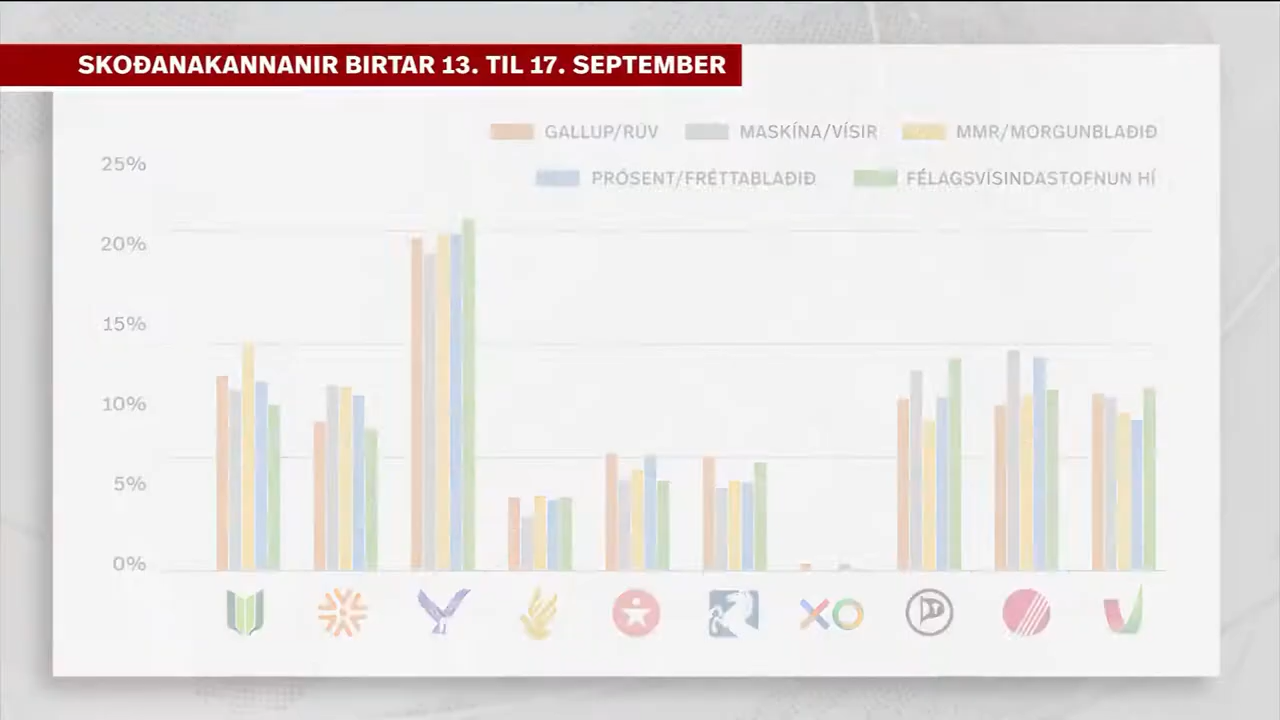 SKOÐANAKANNANIR BIRTAR 13. TIL 17. SEPTEMBER
GALLUP/RÚV MASKÍNA/VÍSIR MMR/MORGUNBLAÐIÐ
PRÓSENT/FRÉTTABLAÐIÐ FÉLAGSVÍSINDASTOFNUN HÍ
25%
20%
15%
10%
5%
0%
XO